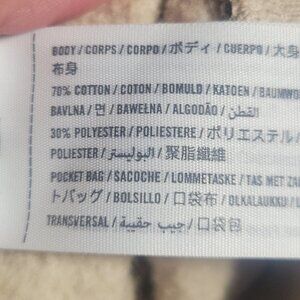 BODY / CORPS / CORPO / ボディ / CUERPO / 大身
布身
70% COTTON / COTON / BOMULD / KATOEN / BAUMWO
BAVLNA / 면 / BAWEŁNA / ALGODÃO / القطن /
30% POLYESTER / POLIESTERE / ポリエステル /
POLIESTER / البوليستر / 聚脂纖維
POCKET BAG / SACOCHE / LOMMETASKE / TAS MET ZA
トバッグ / BOLSILLO / 口袋布 / OLKALAUKKU /
TRANSVERSAL / جيب حقيبة / 口袋包